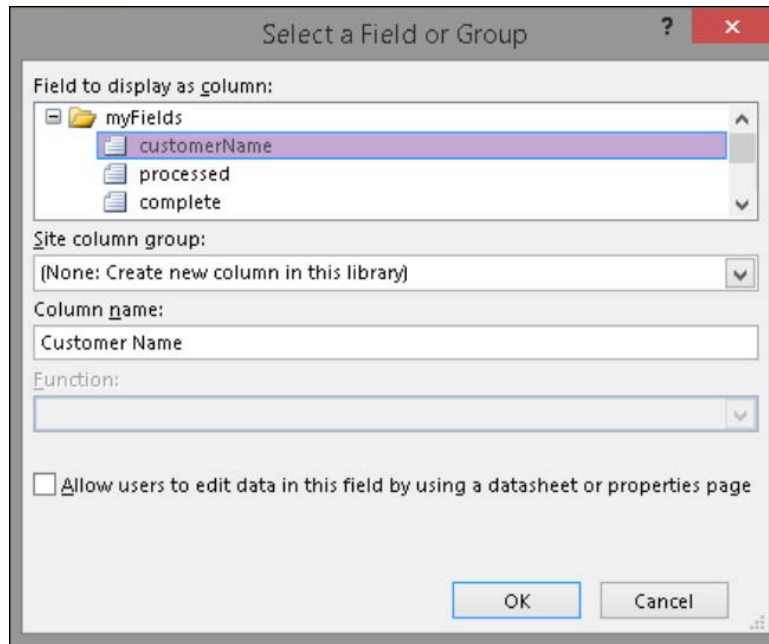 Select a Field or Group
?
Field to display as column:
myFields
customerName
processed
complete
Site column group:
(None: Create new column in this library)
Column name:
Customer Name
Function:
Allow users to edit data in this field by using a datasheet or properties page
OK
Cancel